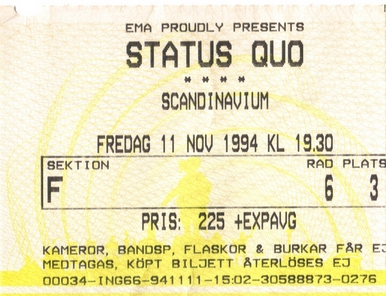 EMA PROUDLY PRESENTS
STATUS QUO
* * * *
SCANDINAVIUM
FREDAG 11 NOV 1994 KL 19.30
SEKTION RAD PLATS
F 6 3
PRIS: 225 +EXPAVG
KAMEROR, BANDSP, FLASKOR & BURKAR FÅR EJ
MEDTAGAS, KÖPT BILJETT ÅTERLÖSES EJ
00034-ING66-941111-15:02-30588873-0276